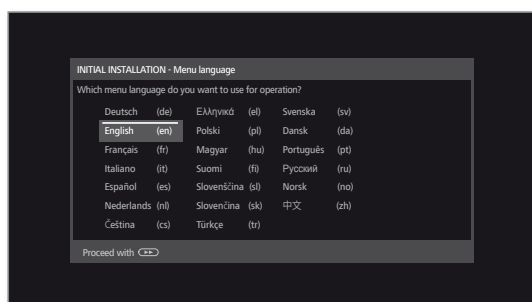 INITIAL INSTALLATION - Menu language
Which menu language do you want to use for operation?
Deutsch (de) Ελληνικά (el) Svenska (sv)
English (en) Polski (pl) Dansk (da)
Français (fr) Magyar (hu) Português (pt)
Italiano (it) Suomi (fi) Русский (ru)
Español (es) Slovenščina (sl) Norsk (no)
Nederlands (nl) Slovenčina (sk) 中文 (zh)
Čeština (cs) Türkçe (tr)
Proceed with